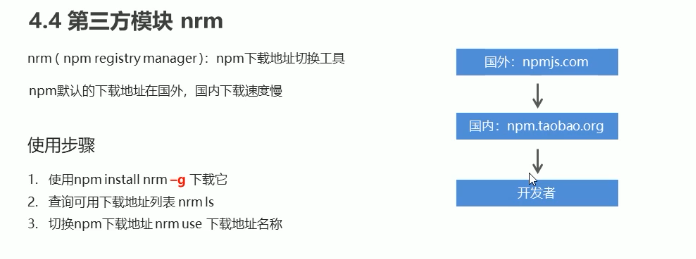 4.4 第三方模块 nrm
nrm ( npm registry manager )：npm下载地址切换工具
npm默认的下载地址在国外，国内下载速度慢
使用步骤
1. 使用npm install nrm –g 下载它
2. 查询可用下载地址列表 nrm ls
3. 切换npm下载地址 nrm use 下载地址名称
国外：npmjs.com
国内：npm.taobao.org
开发者